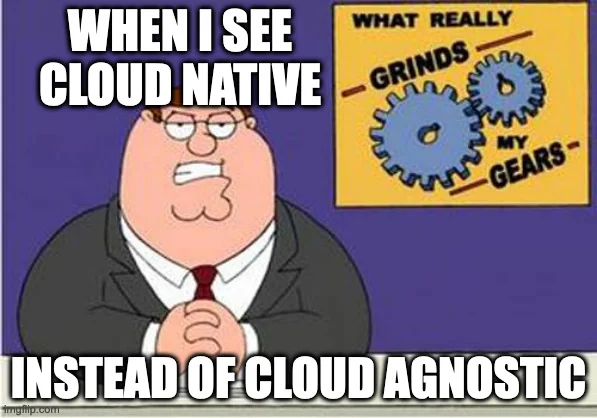 WHEN I SEE
CLOUD NATIVE
WHAT REALLY
GRINDS
MY
GEARS
INSTEAD OF CLOUD AGNOSTIC
imgflip.com